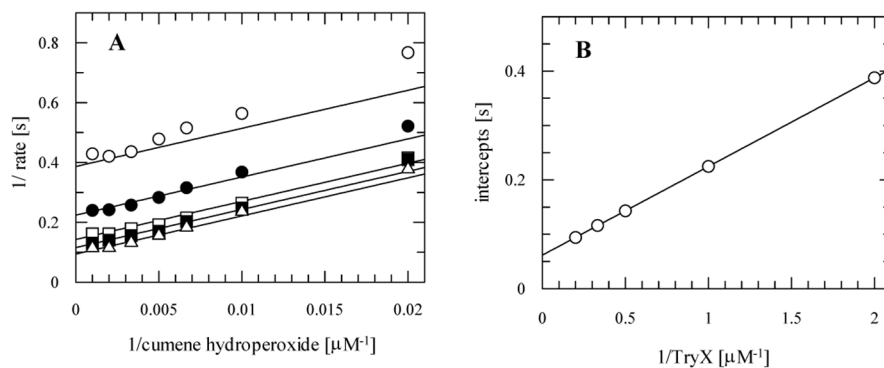 A
0.8
0.6
0.4
0.2
0
1/ rate [s]
0 0.005 0.01 0.015 0.02
1/cumene hydroperoxide [µM-1]
B
0.4
0.2
0
intercepts [s]
0 0.5 1 1.5 2
1/TryX [µM-1]